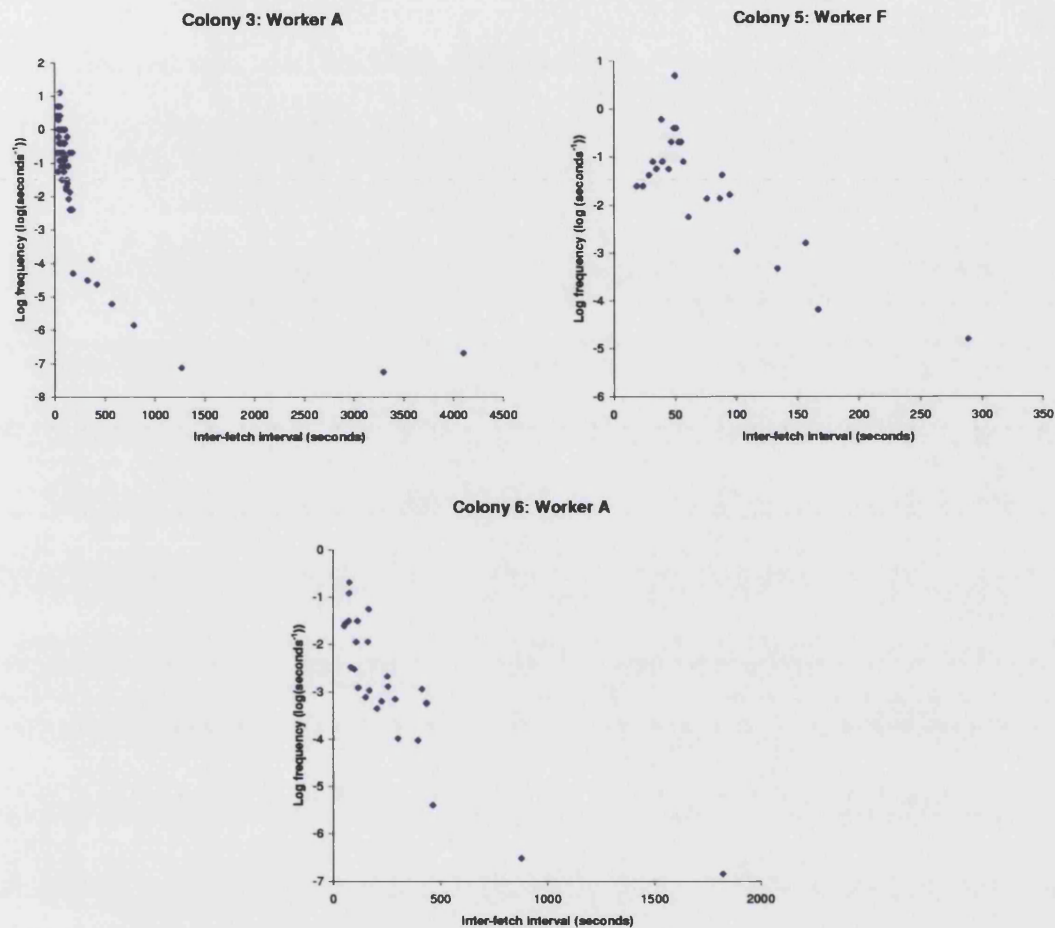 Colony 3: Worker A
2
1
0
-1
-2
-3
-4
-5
-6
-7
-8
Log frequency (log(seconds⁻¹))
0 500 1000 1500 2000 2500 3000 3500 4000 4500
Inter-fetch interval (seconds)
Colony 5: Worker F
1
0
-1
-2
-3
-4
-5
-6
Log frequency (log (seconds⁻¹))
0 50 100 150 200 250 300 350
Inter-fetch interval (seconds)
Colony 6: Worker A
0
-1
-2
-3
-4
-5
-6
-7
Log frequency (log(seconds⁻¹))
0 500 1000 1500 2000
Inter-fetch interval (seconds)